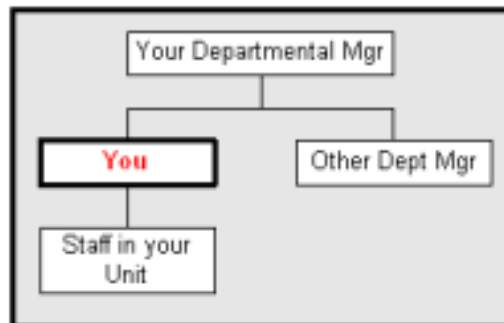 Your Departmental Mgr
You
Other Dept Mgr
Staff in your
Unit